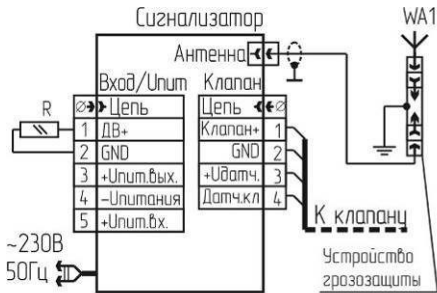 Сигнализатор
WA1
Антенна
Вход/Uпит
Клапан
R
Цепь
Цепь
1 ДВ+
Клапан+ 1
2 GND
GND 2
3 +Uпит.вых.
+Uдатч. 3
4 –Uпитания
Датч.кл 4
5 +Uпит.вх.
К клапану
~230В
50Гц
Устройство
грозозащиты